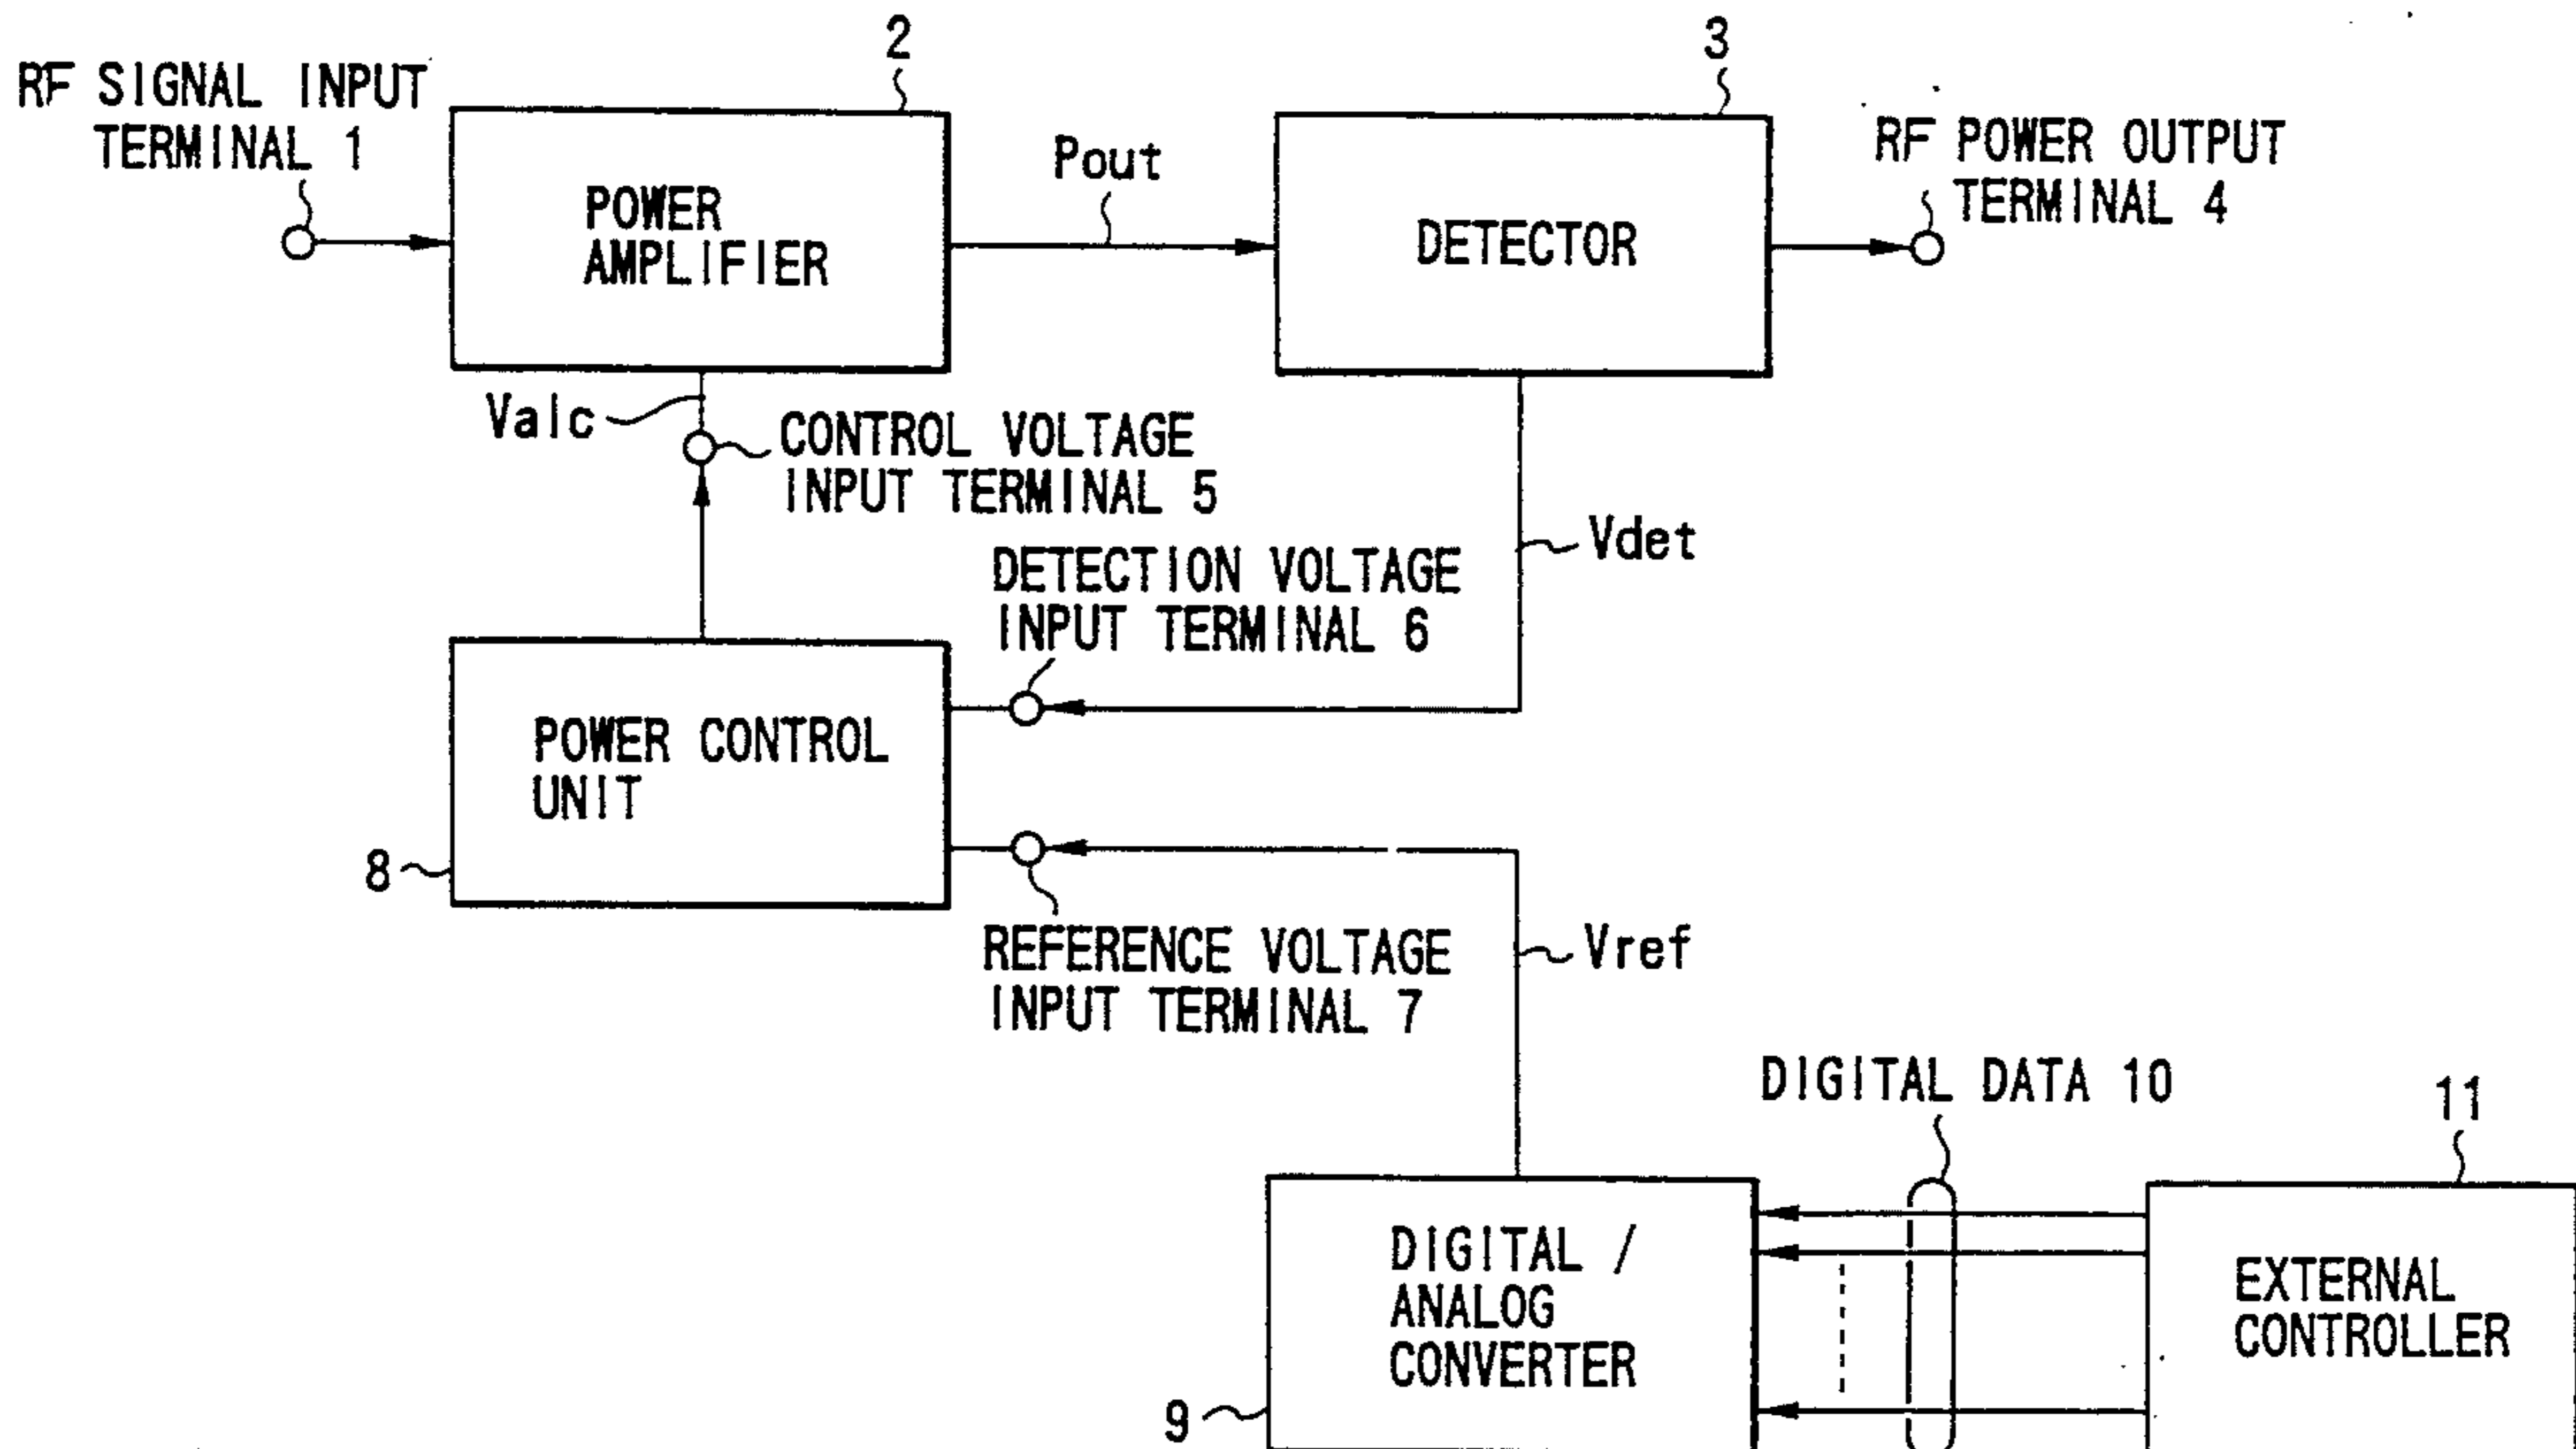 2
3
RF SIGNAL INPUT
TERMINAL 1
POWER
AMPLIFIER
Pout
DETECTOR
RF POWER OUTPUT
TERMINAL 4
Valc
CONTROL VOLTAGE
INPUT TERMINAL 5
Vdet
DETECTION VOLTAGE
INPUT TERMINAL 6
POWER CONTROL
UNIT
8
REFERENCE VOLTAGE
INPUT TERMINAL 7
Vref
DIGITAL DATA 10
11
DIGITAL /
ANALOG
CONVERTER
9
EXTERNAL
CONTROLLER